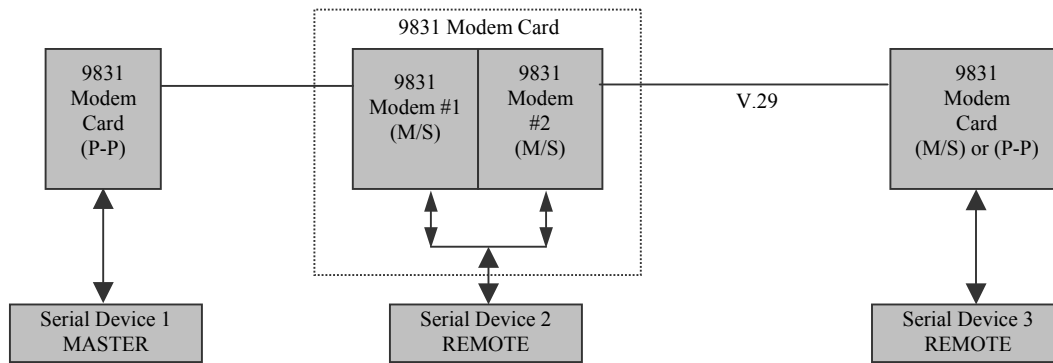 9831 Modem Card
9831
Modem
Card
(P-P)
9831
Modem #1
(M/S)
9831
Modem
#2
(M/S)
V.29
9831
Modem
Card
(M/S) or (P-P)
Serial Device 1
MASTER
Serial Device 2
REMOTE
Serial Device 3
REMOTE